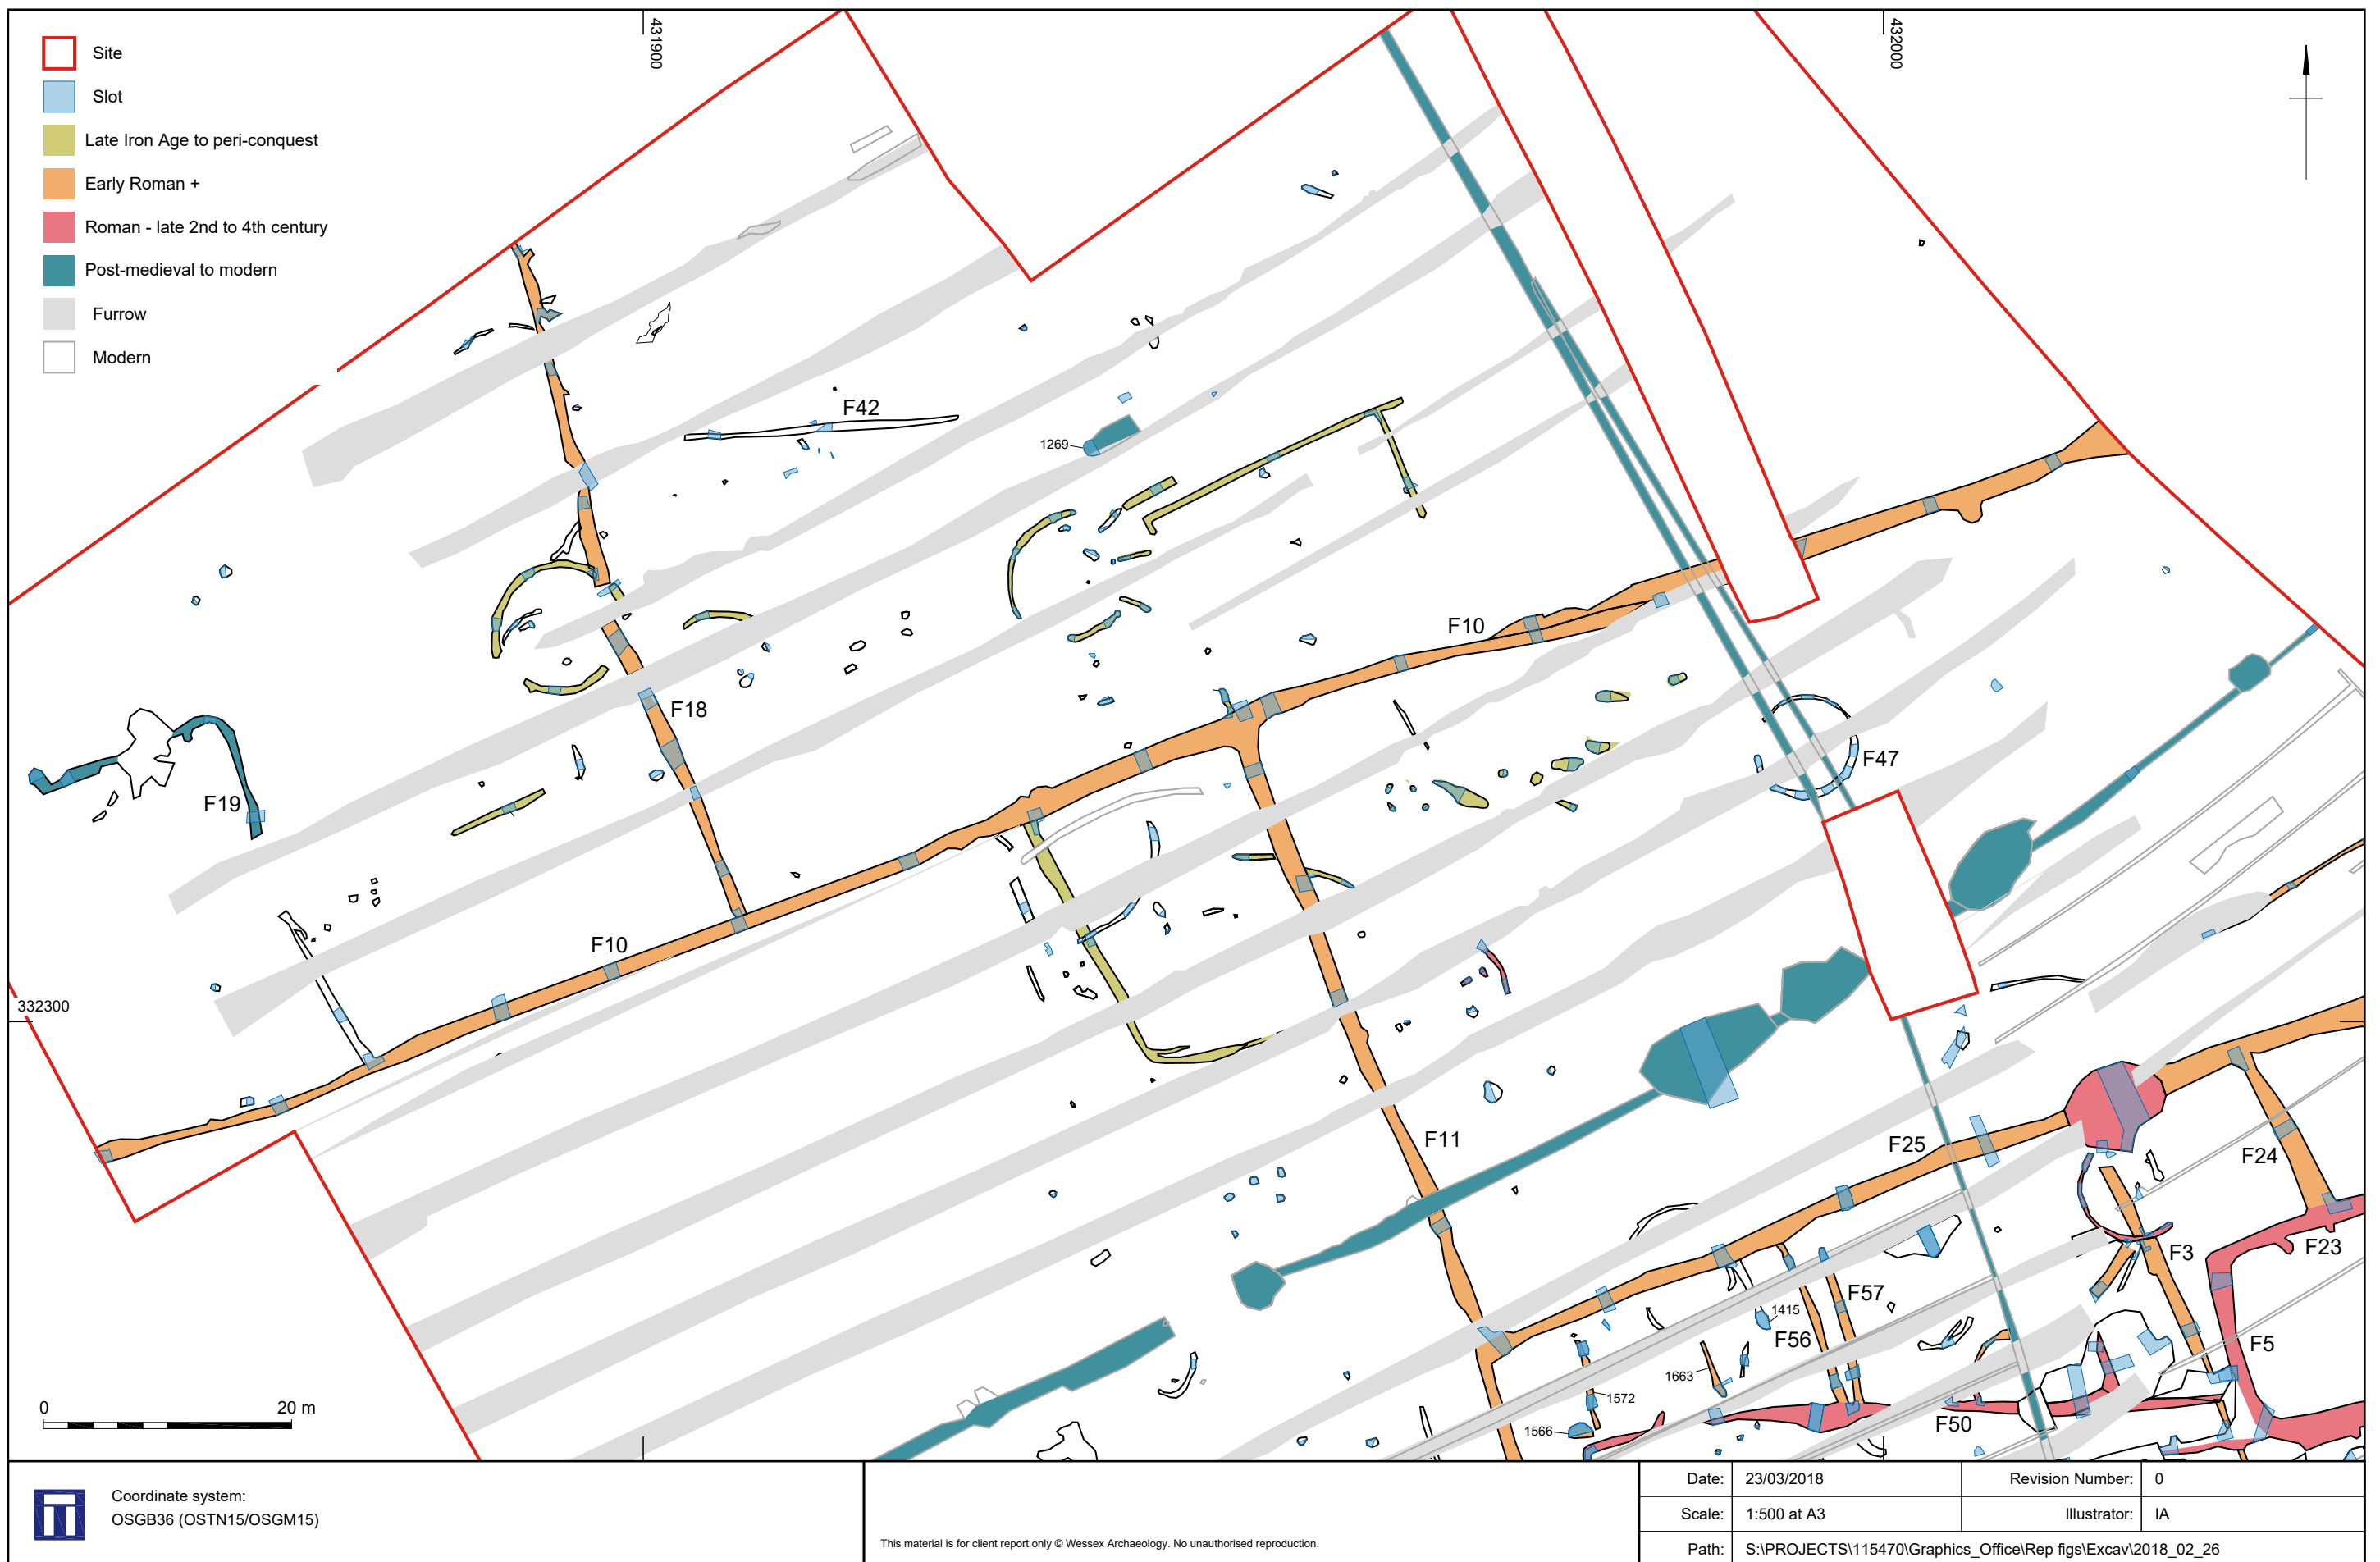 431900
432000
Site
Slot
Late Iron Age to peri-conquest
Early Roman +
Roman - late 2nd to 4th century
Post-medieval to modern
Furrow
Modern
F42
1269
F10
F18
F47
F19
F10
332300
F11
F25
F24
F3
F23
F57
1415
F56
F5
1663
1572
F50
1566
0 20 m
Coordinate system:
OSGB36 (OSTN15/OSGM15)
This material is for client report only © Wessex Archaeology. No unauthorised reproduction.
Date: 23/03/2018 Revision Number: 0
Scale: 1:500 at A3 Illustrator: IA
Path: S:\PROJECTS\115470\Graphics_Office\Rep figs\Excav\2018_02_26